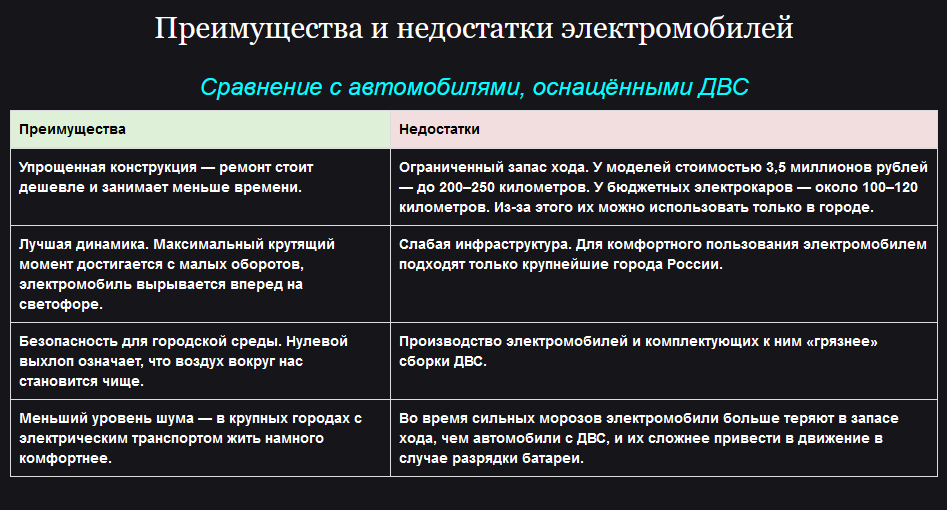 Преимущества и недостатки электромобилей
Сравнение с автомобилями, оснащёнными ДВС
Преимущества
Недостатки
Упрощенная конструкция — ремонт стоит
дешевле и занимает меньше времени.
Ограниченный запас хода. У моделей стоимостью 3,5 миллионов рублей
— до 200–250 километров. У бюджетных электрокаров — около 100–120
километров. Из-за этого их можно использовать только в городе.
Лучшая динамика. Максимальный крутящий
момент достигается с малых оборотов,
электромобиль вырывается вперед на
светофоре.
Слабая инфраструктура. Для комфортного пользования электромобилем
подходят только крупнейшие города России.
Безопасность для городской среды. Нулевой
выхлоп означает, что воздух вокруг нас
становится чище.
Производство электромобилей и комплектующих к ним «грязнее»
сборки ДВС.
Меньший уровень шума — в крупных городах с
электрическим транспортом жить намного
комфортнее.
Во время сильных морозов электромобили больше теряют в запасе
хода, чем автомобили с ДВС, и их сложнее привести в движение в
случае разрядки батареи.